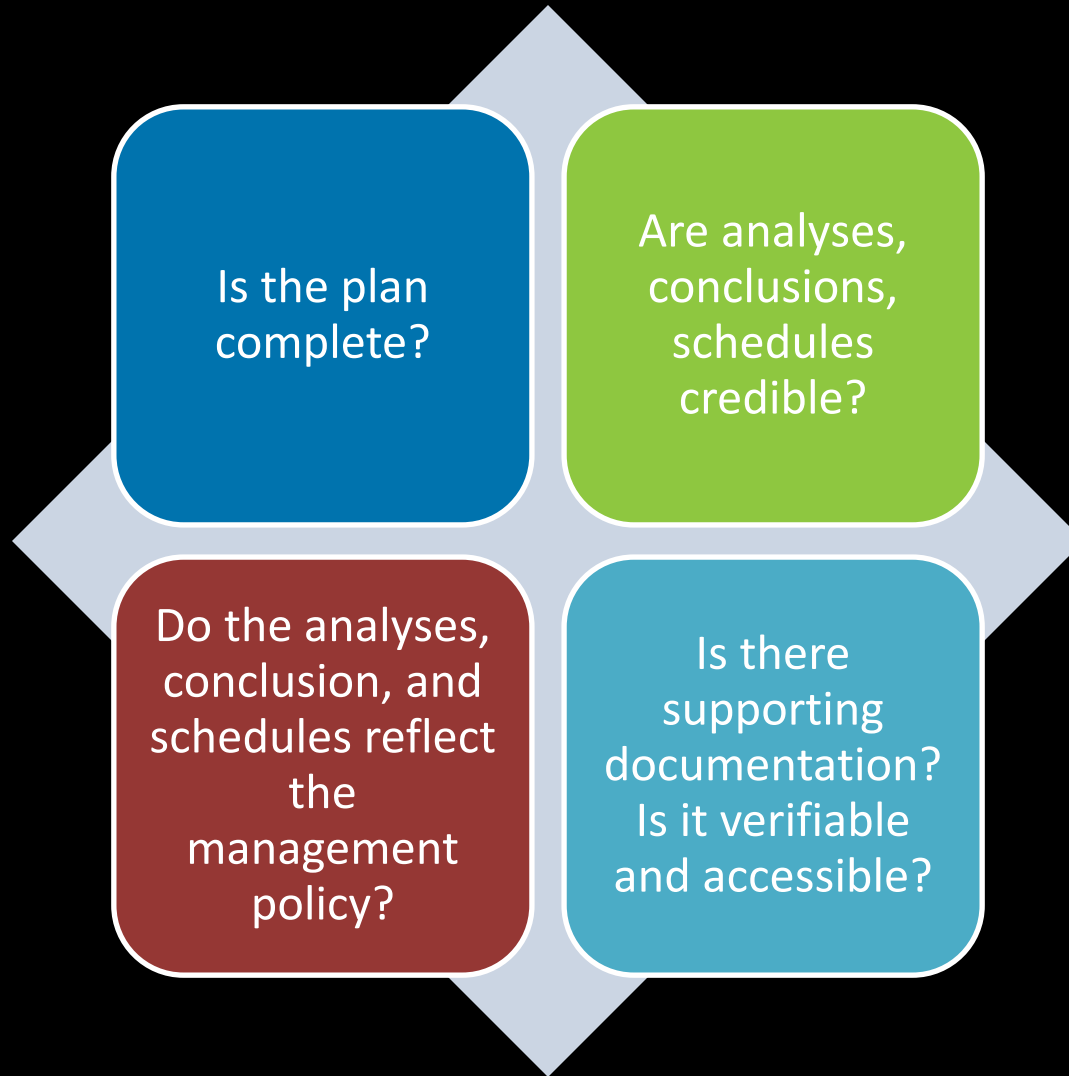 Is the plan
complete?
Are analyses,
conclusions,
schedules
credible?
Do the analyses,
conclusion, and
schedules reflect
the
management
policy?
Is there
supporting
documentation?
Is it verifiable
and accessible?